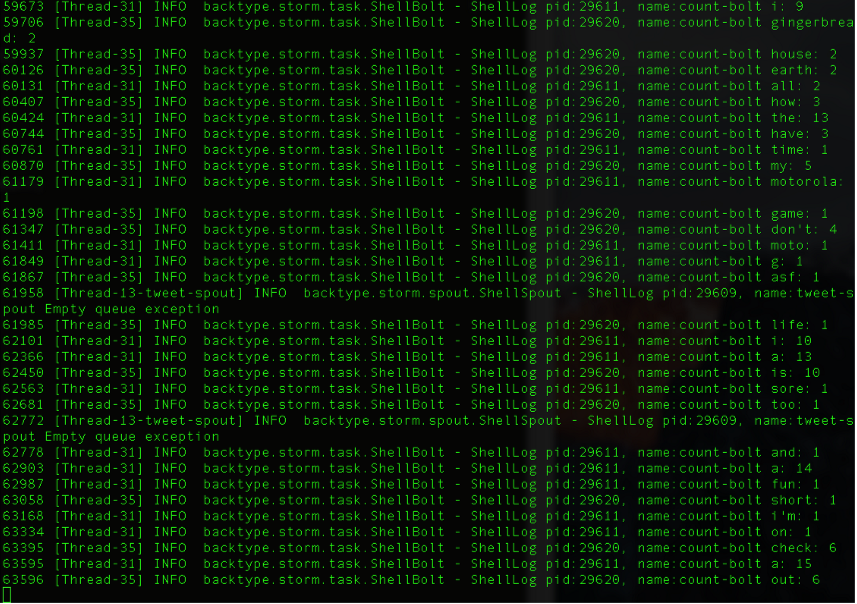 59673 [Thread-31] INFO  backtype.storm.task.ShellBolt - ShellLog pid:29611, name:count-bolt i: 9
59706 [Thread-35] INFO  backtype.storm.task.ShellBolt - ShellLog pid:29620, name:count-bolt gingerbrea
d: 2
59937 [Thread-35] INFO  backtype.storm.task.ShellBolt - ShellLog pid:29620, name:count-bolt house: 2
60126 [Thread-35] INFO  backtype.storm.task.ShellBolt - ShellLog pid:29620, name:count-bolt earth: 2
60131 [Thread-31] INFO  backtype.storm.task.ShellBolt - ShellLog pid:29611, name:count-bolt all: 2
60407 [Thread-35] INFO  backtype.storm.task.ShellBolt - ShellLog pid:29620, name:count-bolt how: 3
60424 [Thread-31] INFO  backtype.storm.task.ShellBolt - ShellLog pid:29611, name:count-bolt the: 13
60744 [Thread-35] INFO  backtype.storm.task.ShellBolt - ShellLog pid:29620, name:count-bolt have: 3
60761 [Thread-31] INFO  backtype.storm.task.ShellBolt - ShellLog pid:29611, name:count-bolt time: 1
60870 [Thread-35] INFO  backtype.storm.task.ShellBolt - ShellLog pid:29620, name:count-bolt my: 5
61179 [Thread-31] INFO  backtype.storm.task.ShellBolt - ShellLog pid:29611, name:count-bolt motorola:
1
61198 [Thread-35] INFO  backtype.storm.task.ShellBolt - ShellLog pid:29620, name:count-bolt game: 1
61347 [Thread-35] INFO  backtype.storm.task.ShellBolt - ShellLog pid:29620, name:count-bolt don't: 4
61411 [Thread-31] INFO  backtype.storm.task.ShellBolt - ShellLog pid:29611, name:count-bolt moto: 1
61849 [Thread-31] INFO  backtype.storm.task.ShellBolt - ShellLog pid:29611, name:count-bolt g: 1
61867 [Thread-35] INFO  backtype.storm.task.ShellBolt - ShellLog pid:29620, name:count-bolt asf: 1
61958 [Thread-13-tweet-spout] INFO  backtype.storm.spout.ShellSpout - ShellLog pid:29609, name:tweet-s
pout Empty queue exception
61985 [Thread-35] INFO  backtype.storm.task.ShellBolt - ShellLog pid:29620, name:count-bolt life: 1
62101 [Thread-31] INFO  backtype.storm.task.ShellBolt - ShellLog pid:29611, name:count-bolt i: 10
62366 [Thread-31] INFO  backtype.storm.task.ShellBolt - ShellLog pid:29611, name:count-bolt a: 13
62450 [Thread-35] INFO  backtype.storm.task.ShellBolt - ShellLog pid:29620, name:count-bolt is: 10
62563 [Thread-31] INFO  backtype.storm.task.ShellBolt - ShellLog pid:29611, name:count-bolt sore: 1
62681 [Thread-35] INFO  backtype.storm.task.ShellBolt - ShellLog pid:29620, name:count-bolt too: 1
62772 [Thread-13-tweet-spout] INFO  backtype.storm.spout.ShellSpout - ShellLog pid:29609, name:tweet-s
pout Empty queue exception
62778 [Thread-31] INFO  backtype.storm.task.ShellBolt - ShellLog pid:29611, name:count-bolt and: 1
62903 [Thread-31] INFO  backtype.storm.task.ShellBolt - ShellLog pid:29611, name:count-bolt a: 14
62987 [Thread-31] INFO  backtype.storm.task.ShellBolt - ShellLog pid:29611, name:count-bolt fun: 1
63058 [Thread-35] INFO  backtype.storm.task.ShellBolt - ShellLog pid:29620, name:count-bolt short: 1
63168 [Thread-31] INFO  backtype.storm.task.ShellBolt - ShellLog pid:29611, name:count-bolt i'm: 1
63334 [Thread-31] INFO  backtype.storm.task.ShellBolt - ShellLog pid:29611, name:count-bolt on: 1
63395 [Thread-35] INFO  backtype.storm.task.ShellBolt - ShellLog pid:29620, name:count-bolt check: 6
63595 [Thread-31] INFO  backtype.storm.task.ShellBolt - ShellLog pid:29611, name:count-bolt a: 15
63596 [Thread-35] INFO  backtype.storm.task.ShellBolt - ShellLog pid:29620, name:count-bolt out: 6